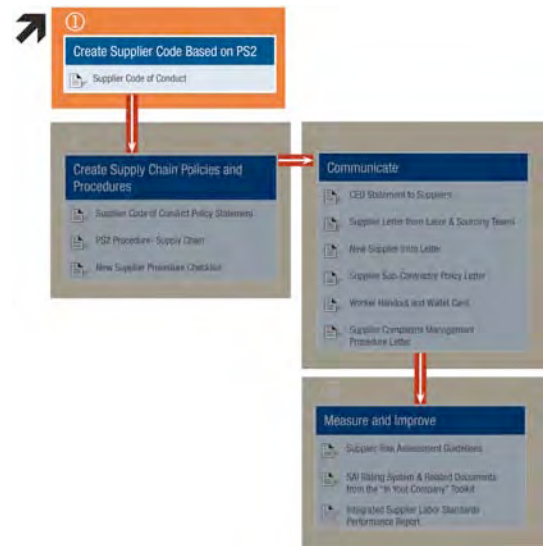 ①
Create Supplier Code Based on PS2
Supplier Code of Conduct
Create Supply Chain Policies and
Procedures
Supplier Code of Conduct Policy Statement
PS2 Procedure- Supply Chain
New Supplier Procedure Checklist
Communicate
CEO Statement to Suppliers
Supplier Letter from Labor & Sourcing Teams
New Supplier Intro Letter
Supplier Sub-Contractor Policy Letter
Worker Handout and Wallet Card
Supplier Complaints Management
Procedure Letter
Measure and Improve
Supplier Risk Assessment Guidelines
SAI Rating System & Related Documents
from the "In Your Company" Toolkit
Integrated Supplier Labor Standards
Performance Report